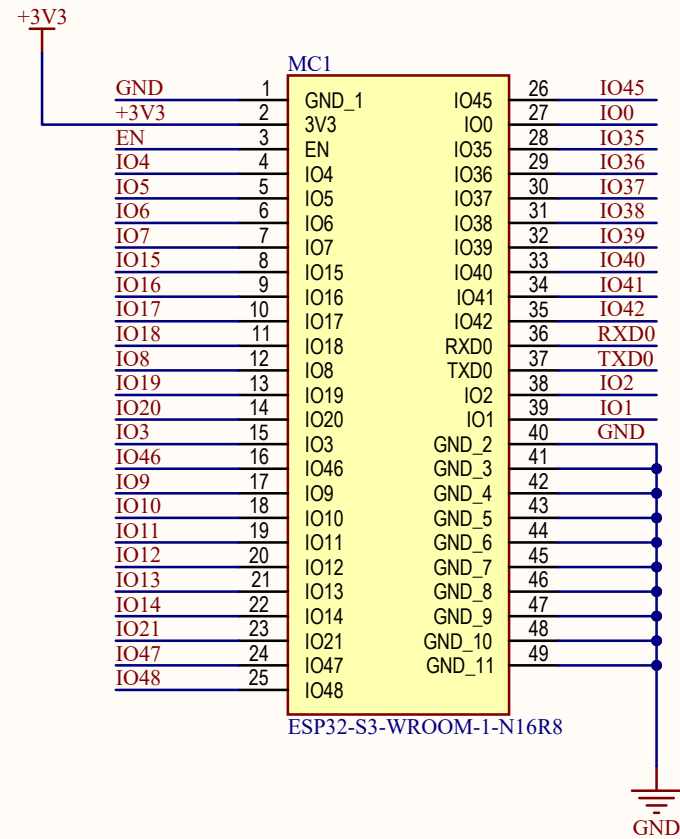 +3V3
MC1
GND 1 GND_1 IO45 26 IO45
+3V3 2 3V3 IO0 27 IO0
EN 3 EN IO35 28 IO35
IO4 4 IO4 IO36 29 IO36
IO5 5 IO5 IO37 30 IO37
IO6 6 IO6 IO38 31 IO38
IO7 7 IO7 IO39 32 IO39
IO15 8 IO15 IO40 33 IO40
IO16 9 IO16 IO41 34 IO41
IO17 10 IO17 IO42 35 IO42
IO18 11 IO18 RXD0 36 RXD0
IO8 12 IO8 TXD0 37 TXD0
IO19 13 IO19 IO2 38 IO2
IO20 14 IO20 IO1 39 IO1
IO3 15 IO3 GND_2 40 GND
IO46 16 IO46 GND_3 41
IO9 17 IO9 GND_4 42
IO10 18 IO10 GND_5 43
IO11 19 IO11 GND_6 44
IO12 20 IO12 GND_7 45
IO13 21 IO13 GND_8 46
IO14 22 IO14 GND_9 47
IO21 23 IO21 GND_10 48
IO47 24 IO47 GND_11 49
IO48 25 IO48
ESP32-S3-WROOM-1-N16R8
GND